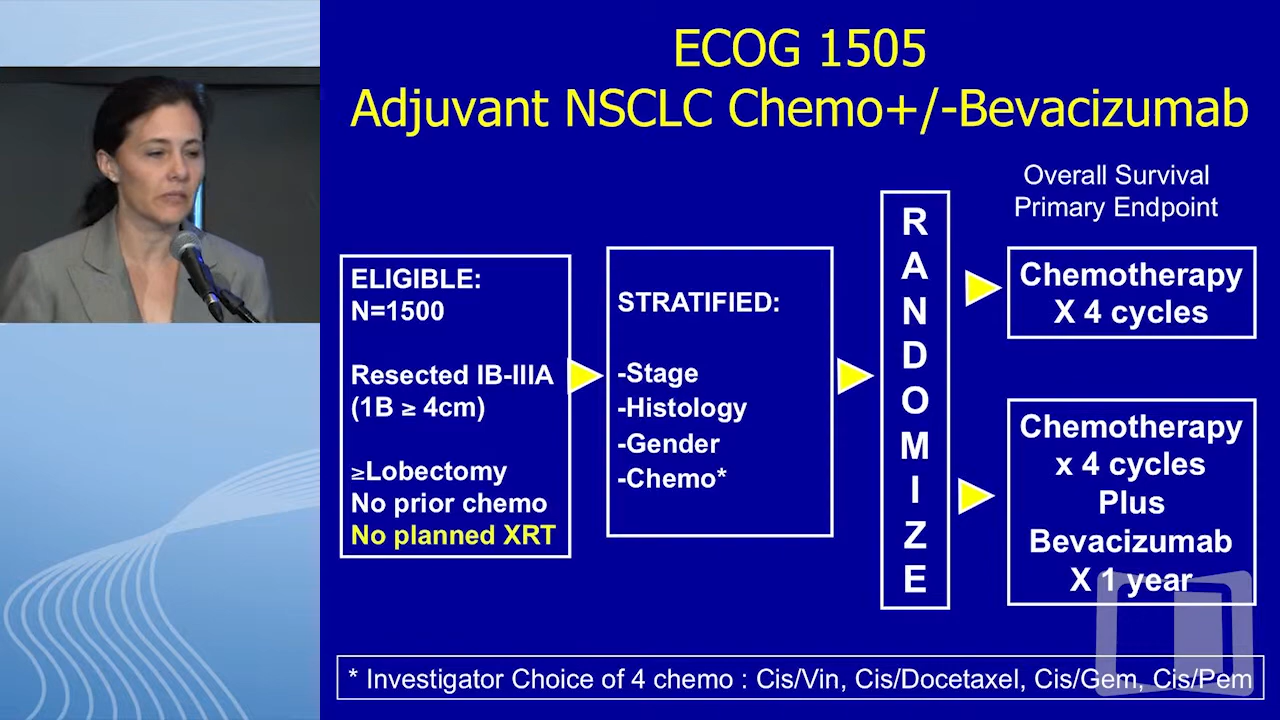 ECOG 1505
Adjuvant NSCLC Chemo+/-Bevacizumab
Overall Survival
Primary Endpoint
ELIGIBLE:
N=1500
Resected IB-IIIA
(1B ≥ 4cm)
≥Lobectomy
No prior chemo
No planned XRT
STRATIFIED:
-Stage
-Histology
-Gender
-Chemo*
R
A
N
D
O
M
I
Z
E
Chemotherapy
X 4 cycles
Chemotherapy
x 4 cycles
Plus
Bevacizumab
X 1 year
* Investigator Choice of 4 chemo : Cis/Vin, Cis/Docetaxel, Cis/Gem, Cis/Pem